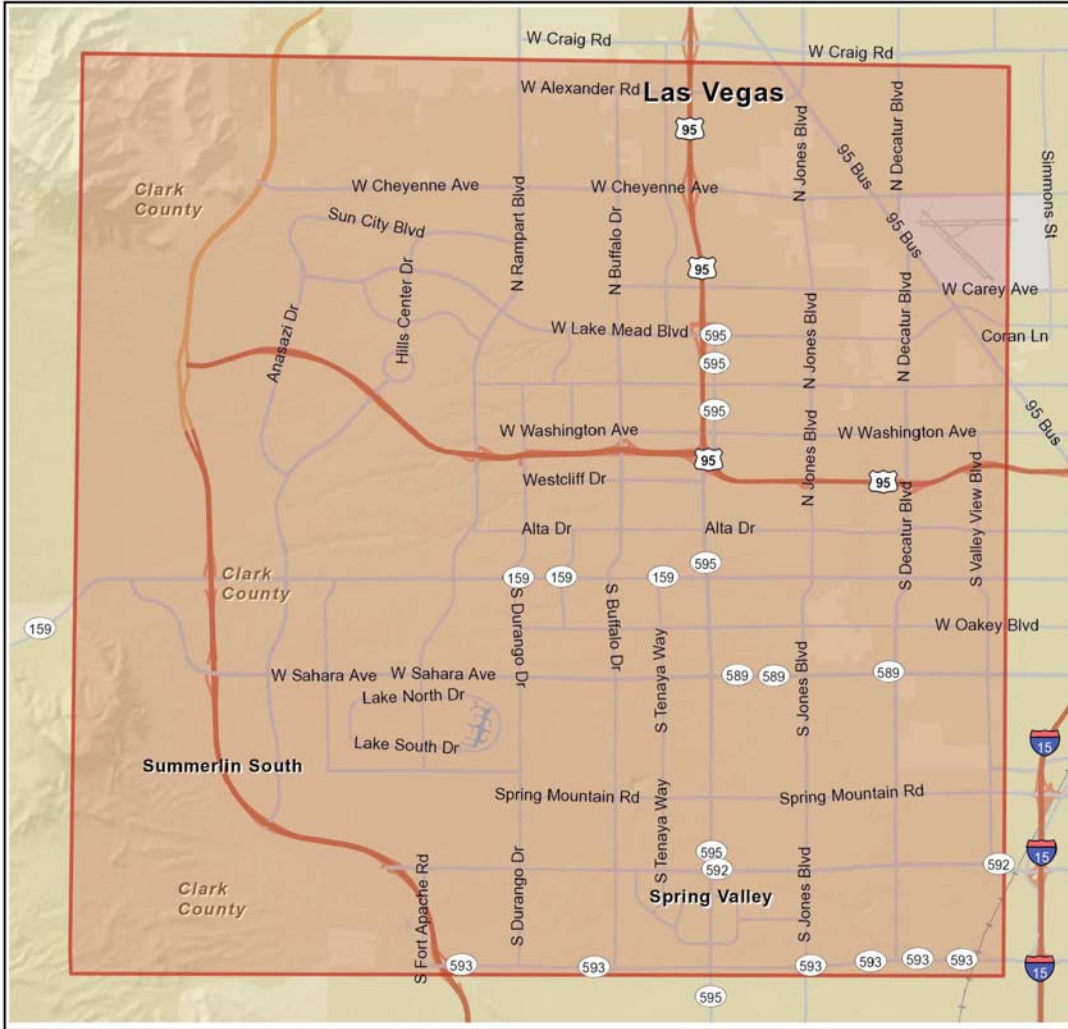 W Craig Rd
W Craig Rd
W Alexander Rd
Las Vegas
95
N Jones Blvd
N Decatur Blvd
95 Bus
Simmons St
Clark
County
W Cheyenne Ave
W Cheyenne Ave
Sun City Blvd
N Rampart Blvd
N Buffalo Dr
95 Bus
95
Hills Center Dr
W Carey Ave
Anasazi Dr
W Lake Mead Blvd
595
N Jones Blvd
N Decatur Blvd
Coran Ln
595
595
95 Bus
W Washington Ave
W Washington Ave
N Jones Blvd
95
Westcliff Dr
95
S Decatur Blvd
S Valley View Blvd
Alta Dr
Alta Dr
595
Clark
County
159
159
159
159
S Durango Dr
S Buffalo Dr
W Oakey Blvd
S Tenaya Way
S Jones Blvd
W Sahara Ave
W Sahara Ave
589
589
589
Lake North Dr
Lake South Dr
15
Summerlin South
Spring Mountain Rd
Spring Mountain Rd
S Tenaya Way
595
592
592
15
Clark
County
S Fort Apache Rd
S Durango Dr
Spring Valley
S Jones Blvd
593
593
593
593
593
593
15
595